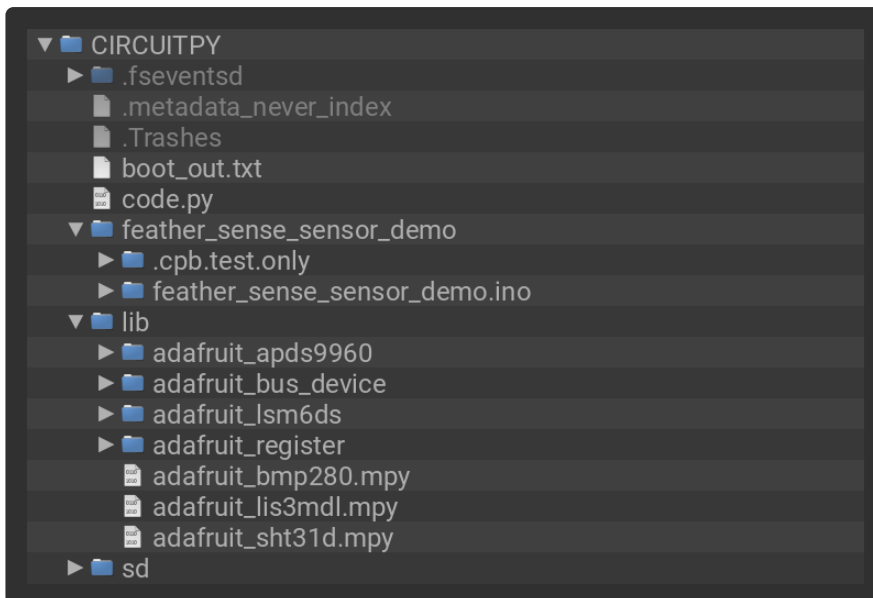 CIRCUITPY
.fseventsd
.metadata_never_index
.Trashes
boot_out.txt
code.py
feather_sense_sensor_demo
.cpb.test.only
feather_sense_sensor_demo.ino
lib
adafruit_apds9960
adafruit_bus_device
adafruit_lsm6ds
adafruit_register
adafruit_bmp280.mpy
adafruit_lis3mdl.mpy
adafruit_sht31d.mpy
sd